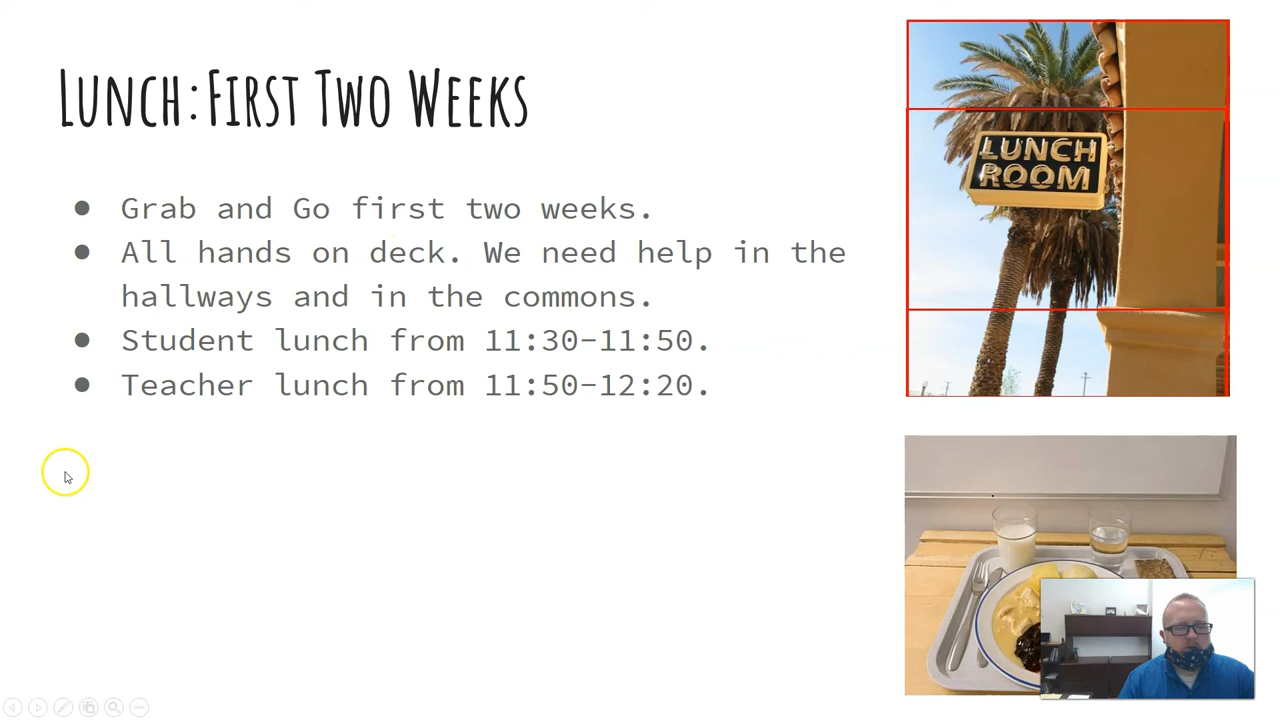 Lunch: First Two Weeks
● Grab and Go first two weeks.
● All hands on deck. We need help in the
hallways and in the commons.
● Student lunch from 11:30-11:50.
● Teacher lunch from 11:50-12:20.
LUNCH
ROOM